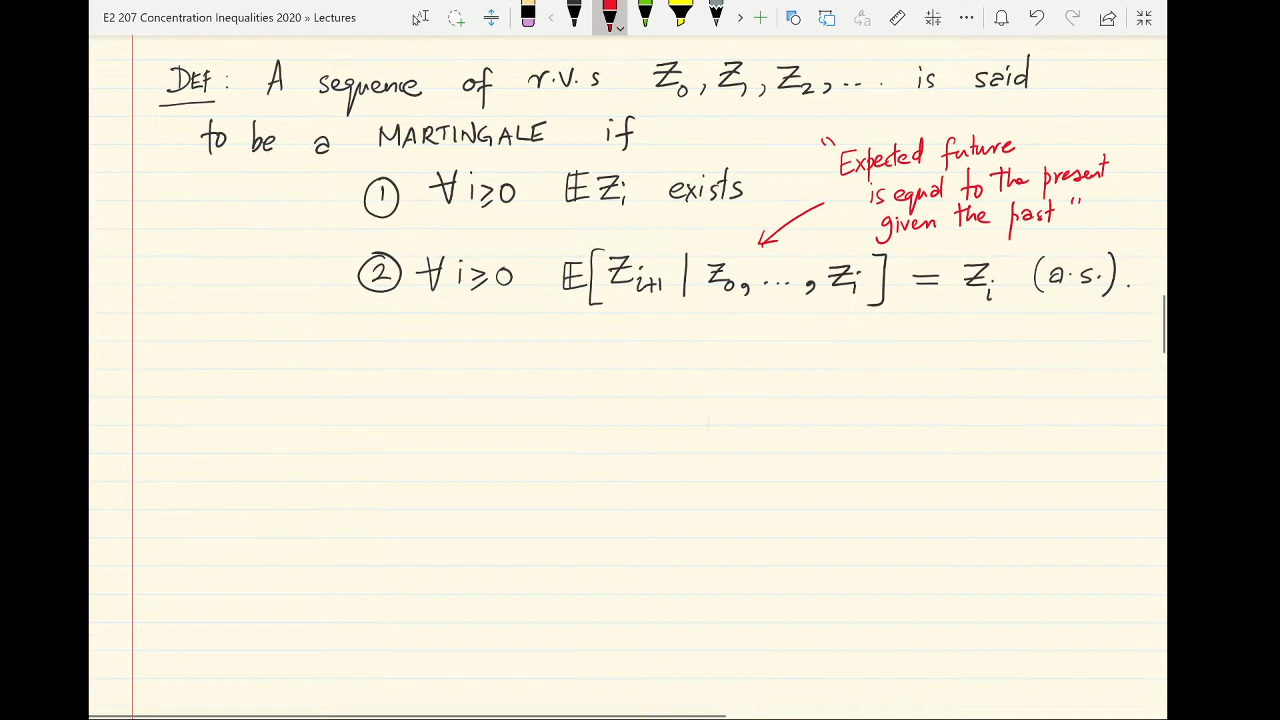 E2 207 Concentration Inequalities 2020 » Lectures
DEF: A sequence of r.v.s Z₀, Z₁, Z₂, ... is said
to be a MARTINGALE if
① ∀ i ≥ 0 𝔼 Zᵢ exists
"Expected future
is equal to the present
given the past"
② ∀ i ≥ 0 𝔼[Zᵢ₊₁ | Z₀, ..., Zᵢ] = Zᵢ (a.s.).